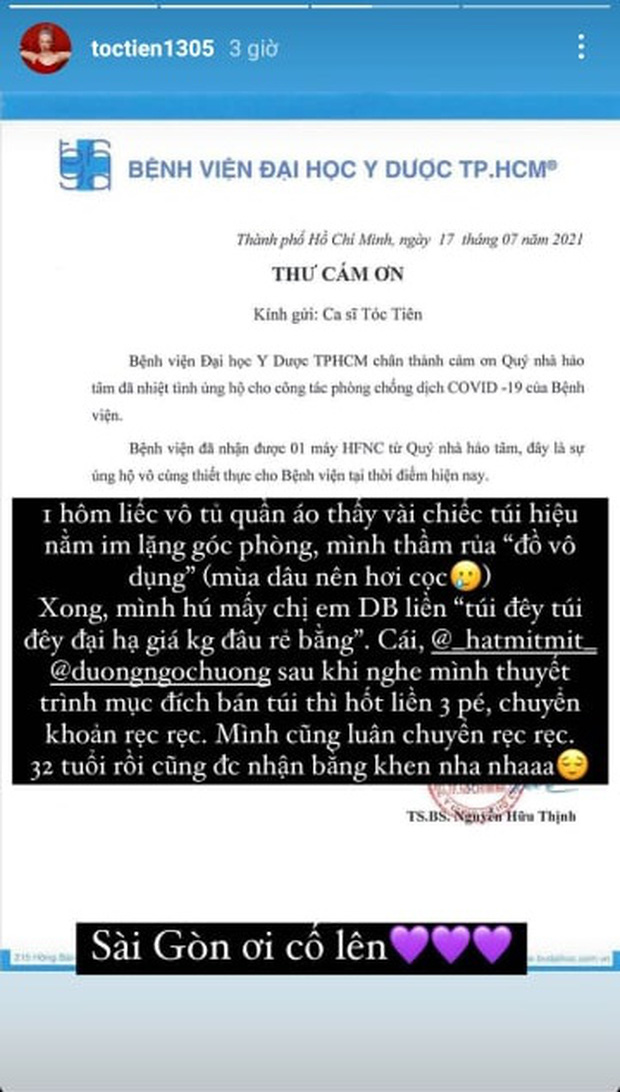 toctien1305 3 giờ
BỆNH VIỆN ĐẠI HỌC Y DƯỢC TP.HCM®
Thành phố Hồ Chí Minh, ngày 17 tháng 07 năm 2021
THƯ CẢM ƠN
Kính gửi: Ca sĩ Tóc Tiên
Bệnh viện Đại học Y Dược TPHCM chân thành cảm ơn Quý nhà hảo
tâm đã nhiệt tình ủng hộ cho công tác phòng chống dịch COVID -19 của Bệnh
viện.
Bệnh viện đã nhận được 01 máy HFNC từ Quý nhà hảo tâm, đây là sự
ủng hộ vô cùng thiết thực cho Bệnh viện tại thời điểm hiện nay.
1 hôm liếc vô tủ quần áo thấy vài chiếc túi hiệu
nằm im lặng góc phòng, mình thầm rủa “đồ vô
dụng” (mùa dâu nên hơi cọc🥲)
Xong, mình hú mấy chị em DB liền “túi đêy túi
đêy đại hạ giá kg đâu rẻ bằng”. Cái, @_hatmitmit_
@duongngochuong sau khi nghe mình thuyết
trình mục đích bán túi thì hốt liền 3 pé, chuyển
khoản rẹc rẹc. Mình cũng luân chuyển rẹc rẹc.
32 tuổi rồi cũng đc nhận bằng khen nha nhaaa😌
TS.BS. Nguyễn Hữu Thịnh
Sài Gòn ơi cố lên💜💜💜